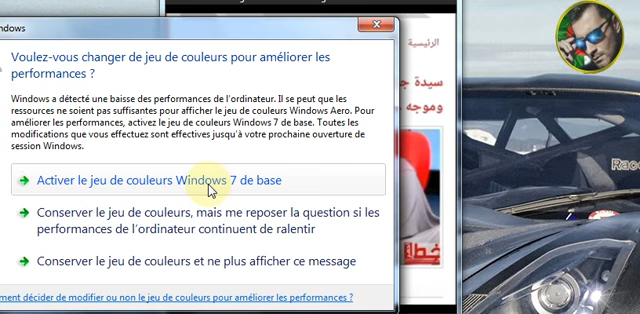 ndows
Voulez-vous changer de jeu de couleurs pour améliorer les
performances ?
Windows a détecté une baisse des performances de l'ordinateur. Il se peut que les
ressources ne soient pas suffisantes pour afficher le jeu de couleurs Windows Aero. Pour
améliorer les performances, activez le jeu de couleurs Windows 7 de base. Toutes les
modifications que vous effectuez sont effectives jusqu'à votre prochaine ouverture de
session Windows.
Activer le jeu de couleurs Windows 7 de base
Conserver le jeu de couleurs, mais me reposer la question si les
performances de l'ordinateur continuent de ralentir
Conserver le jeu de couleurs et ne plus afficher ce message
ment décider de modifier ou non le jeu de couleurs pour améliorer les performances ?
الرئيسية
سيدة ج
وموجه
Race